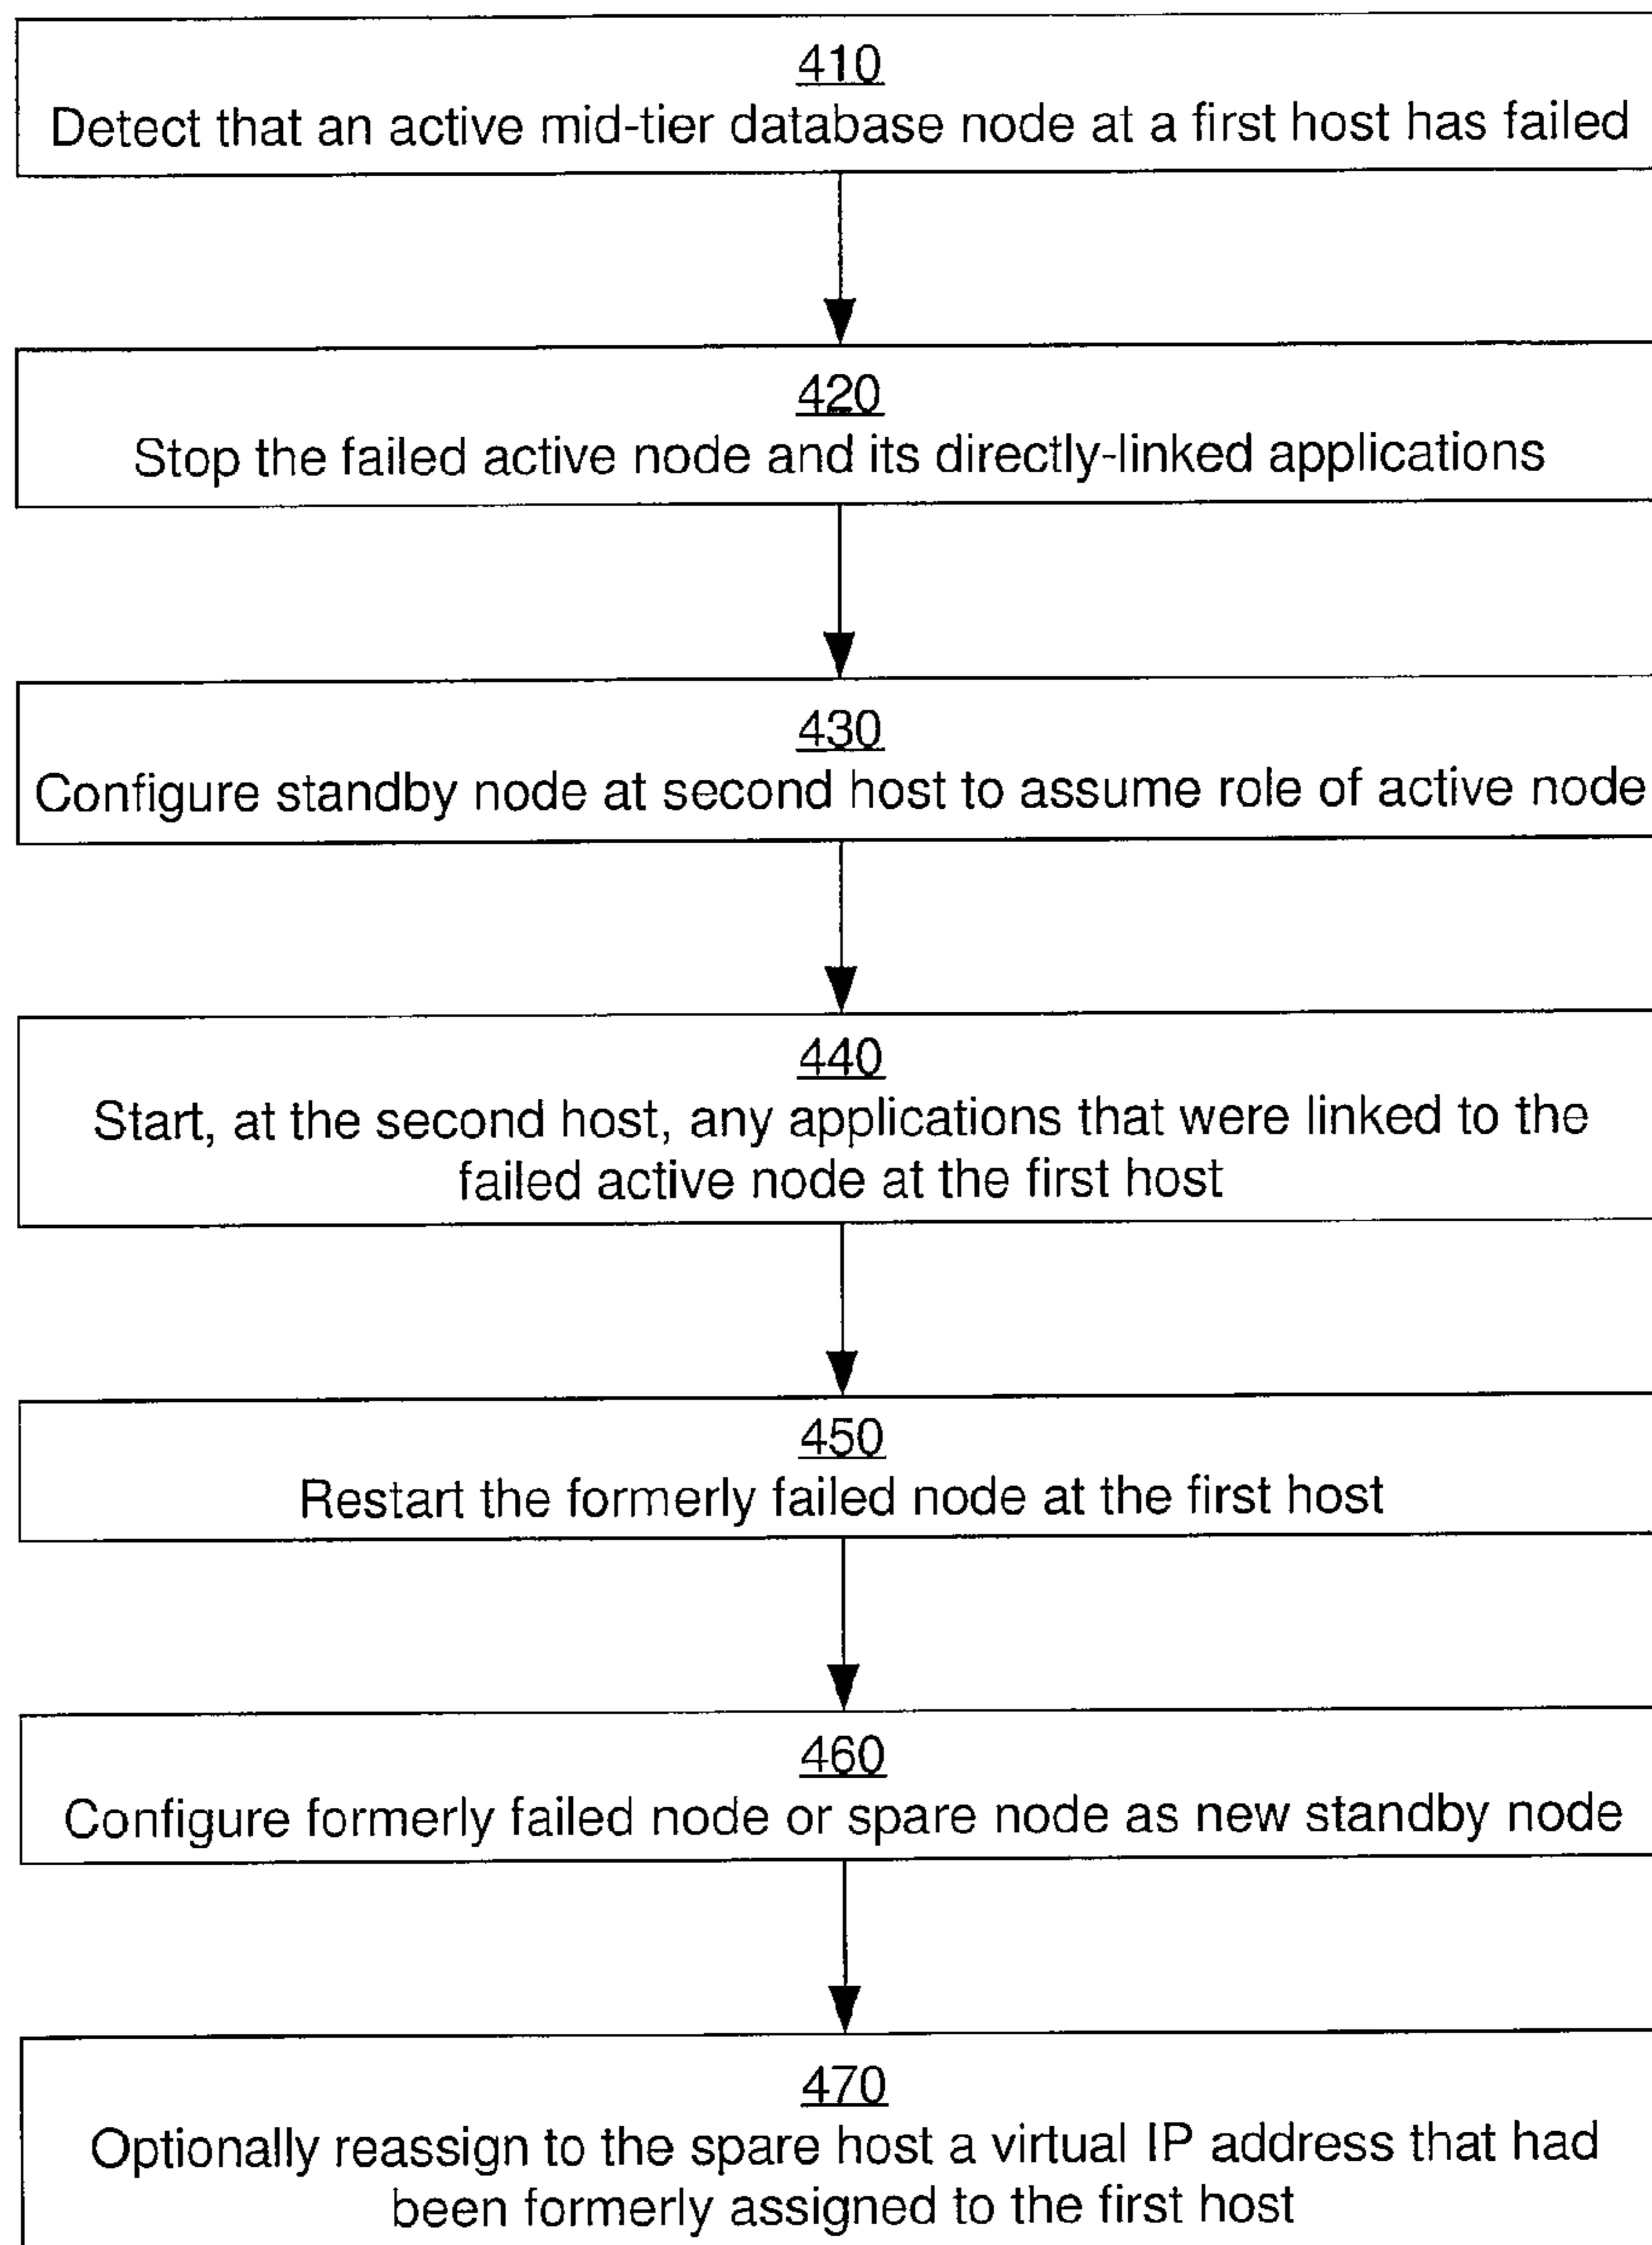 410
Detect that an active mid-tier database node at a first host has failed
420
Stop the failed active node and its directly-linked applications
430
Configure standby node at second host to assume role of active node
440
Start, at the second host, any applications that were linked to the
failed active node at the first host
450
Restart the formerly failed node at the first host
460
Configure formerly failed node or spare node as new standby node
470
Optionally reassign to the spare host a virtual IP address that had
been formerly assigned to the first host